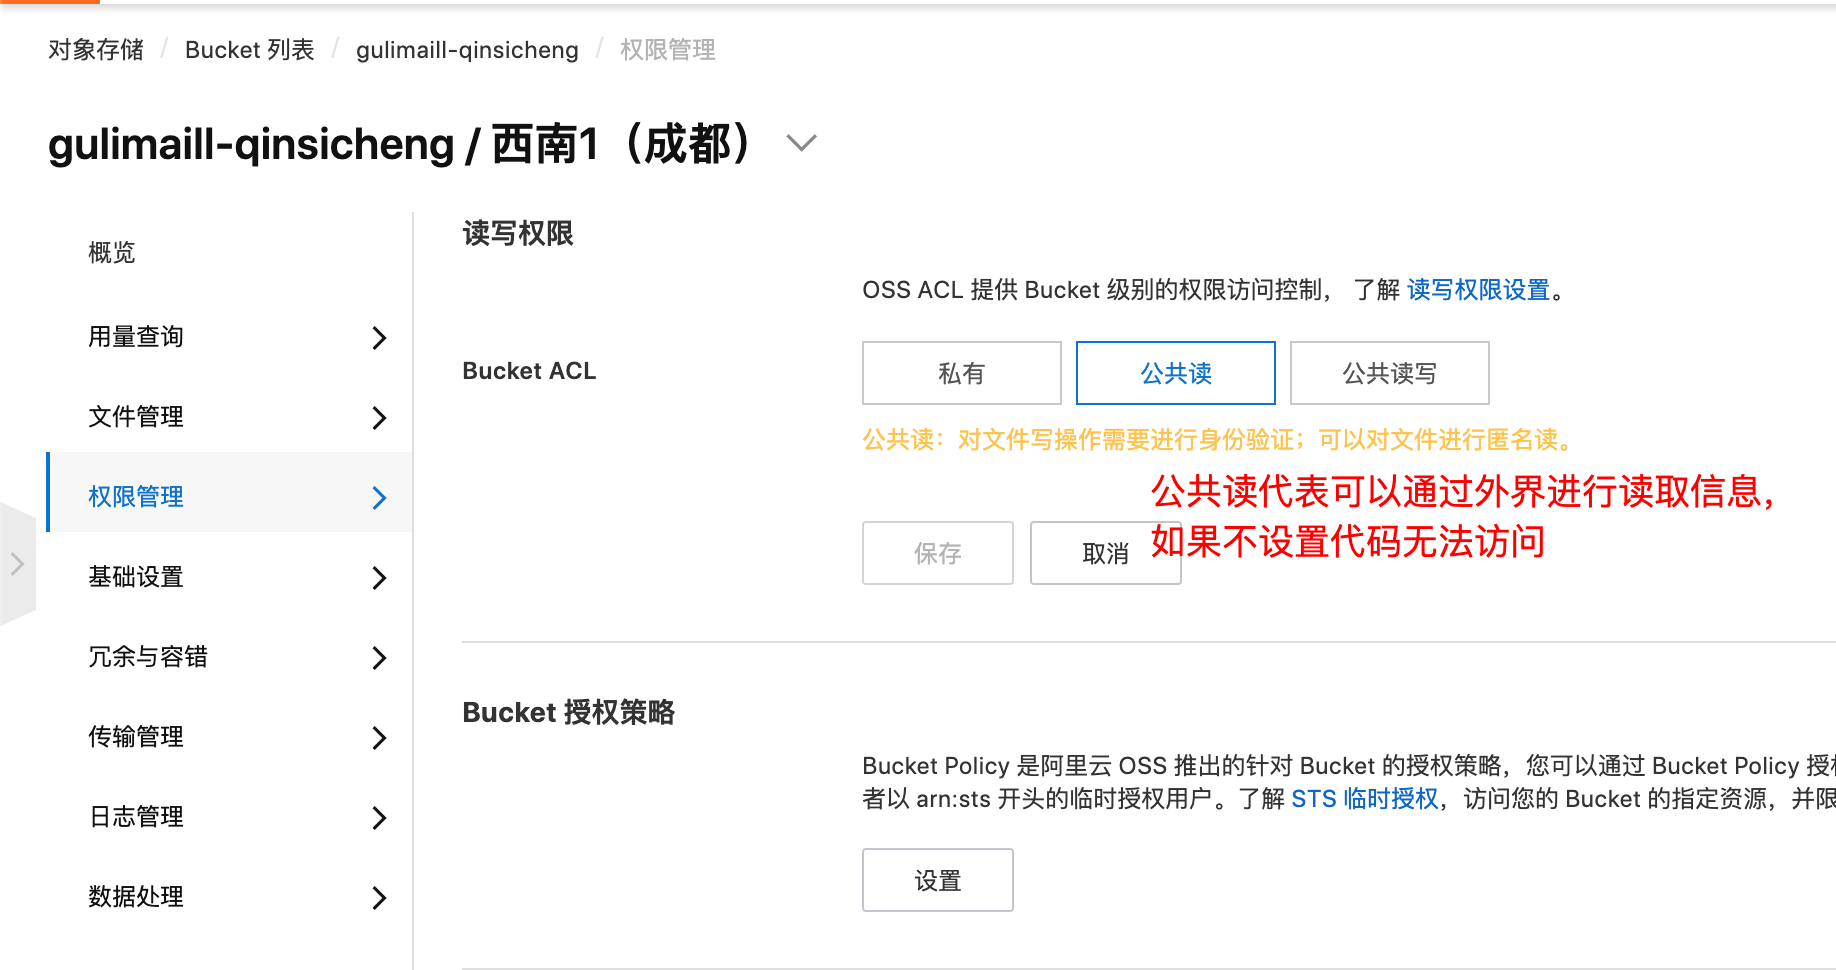 对象存储 / Bucket 列表 / gulimaill-qinsicheng / 权限管理
gulimaill-qinsicheng / 西南1（成都）
概览
用量查询
文件管理
权限管理
基础设置
冗余与容错
传输管理
日志管理
数据处理
读写权限
OSS ACL 提供 Bucket 级别的权限访问控制， 了解 读写权限设置。
Bucket ACL
私有
公共读
公共读写
公共读：对文件写操作需要进行身份验证；可以对文件进行匿名读。
公共读代表可以通过外界进行读取信息，
如果不设置代码无法访问
保存
取消
Bucket 授权策略
Bucket Policy 是阿里云 OSS 推出的针对 Bucket 的授权策略，您可以通过 Bucket Policy 授
者以 arn:sts 开头的临时授权用户。了解 STS 临时授权，访问您的 Bucket 的指定资源，并限
设置